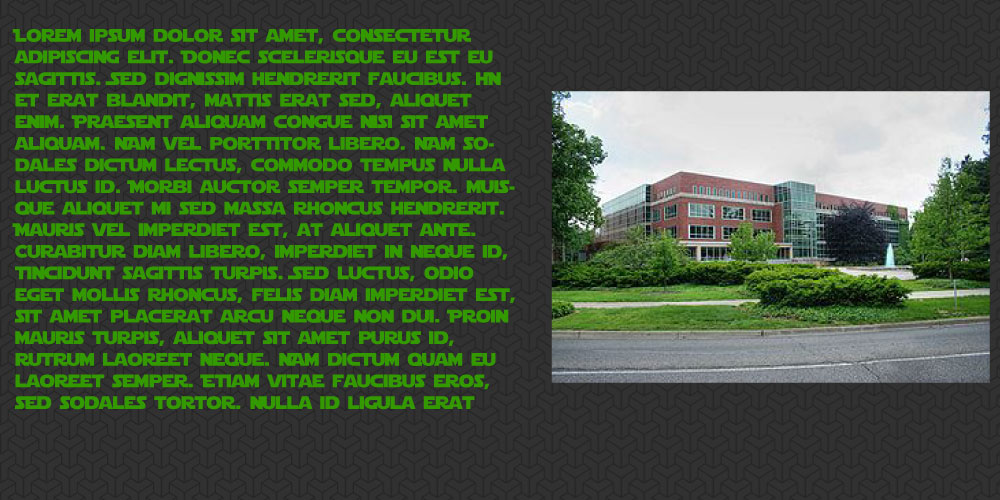 Lorem ipsum dolor sit amet, consectetur
adipiscing elit. Donec scelerisque eu est eu
sagittis. Sed dignissim hendrerit faucibus. hn
et erat blandit, mattis erat sed, aliquet
enim. Praesent aliquam congue nisi sit amet
aliquam. Nam vel porttitor libero. Nam so-
dales dictum lectus, commodo tempus nulla
luctus id. Morbi auctor semper tempor. Muis-
que aliquet mi sed massa rhoncus hendrerit.
Mauris vel imperdiet est, at aliquet ante.
Curabitur diam libero, imperdiet in neque id,
tincidunt sagittis turpis. Sed luctus, odio
eget mollis rhoncus, felis diam imperdiet est,
sit amet placerat arcu neque non dui. Proin
mauris turpis, aliquet sit amet purus id,
rutrum laoreet neque. Nam dictum quam eu
laoreet semper. Etiam vitae faucibus eros,
sed sodales tortor. Nulla id ligula erat